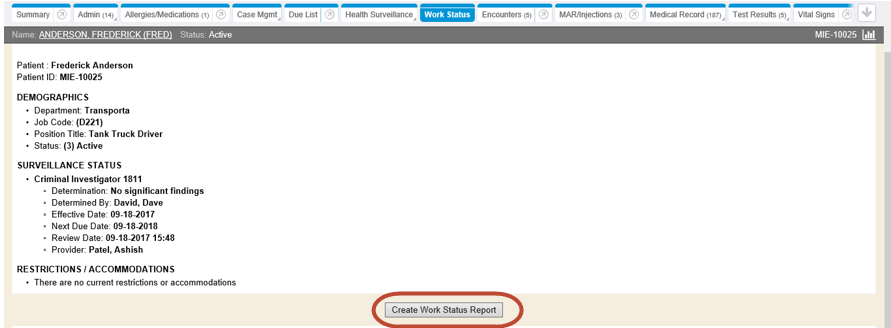 Summary Admin (14) Allergies/Medications (1) Case Mgmt Due List Health Surveillance Work Status Encounters (5) MAR/Injections (3) Medical Record (187) Test Results (5) Vital Signs
Name: ANDERSON, FREDERICK (FRED) Status: Active MIE-10025
Patient : Frederick Anderson
Patient ID: MIE-10025
DEMOGRAPHICS
• Department: Transporta
• Job Code: (D221)
• Position Title: Tank Truck Driver
• Status: (3) Active
SURVEILLANCE STATUS
• Criminal Investigator 1811
• Determination: No significant findings
• Determined By: David, Dave
• Effective Date: 09-18-2017
• Next Due Date: 09-18-2018
• Review Date: 09-18-2017 15:48
• Provider: Patel, Ashish
RESTRICTIONS / ACCOMMODATIONS
• There are no current restrictions or accommodations
Create Work Status Report